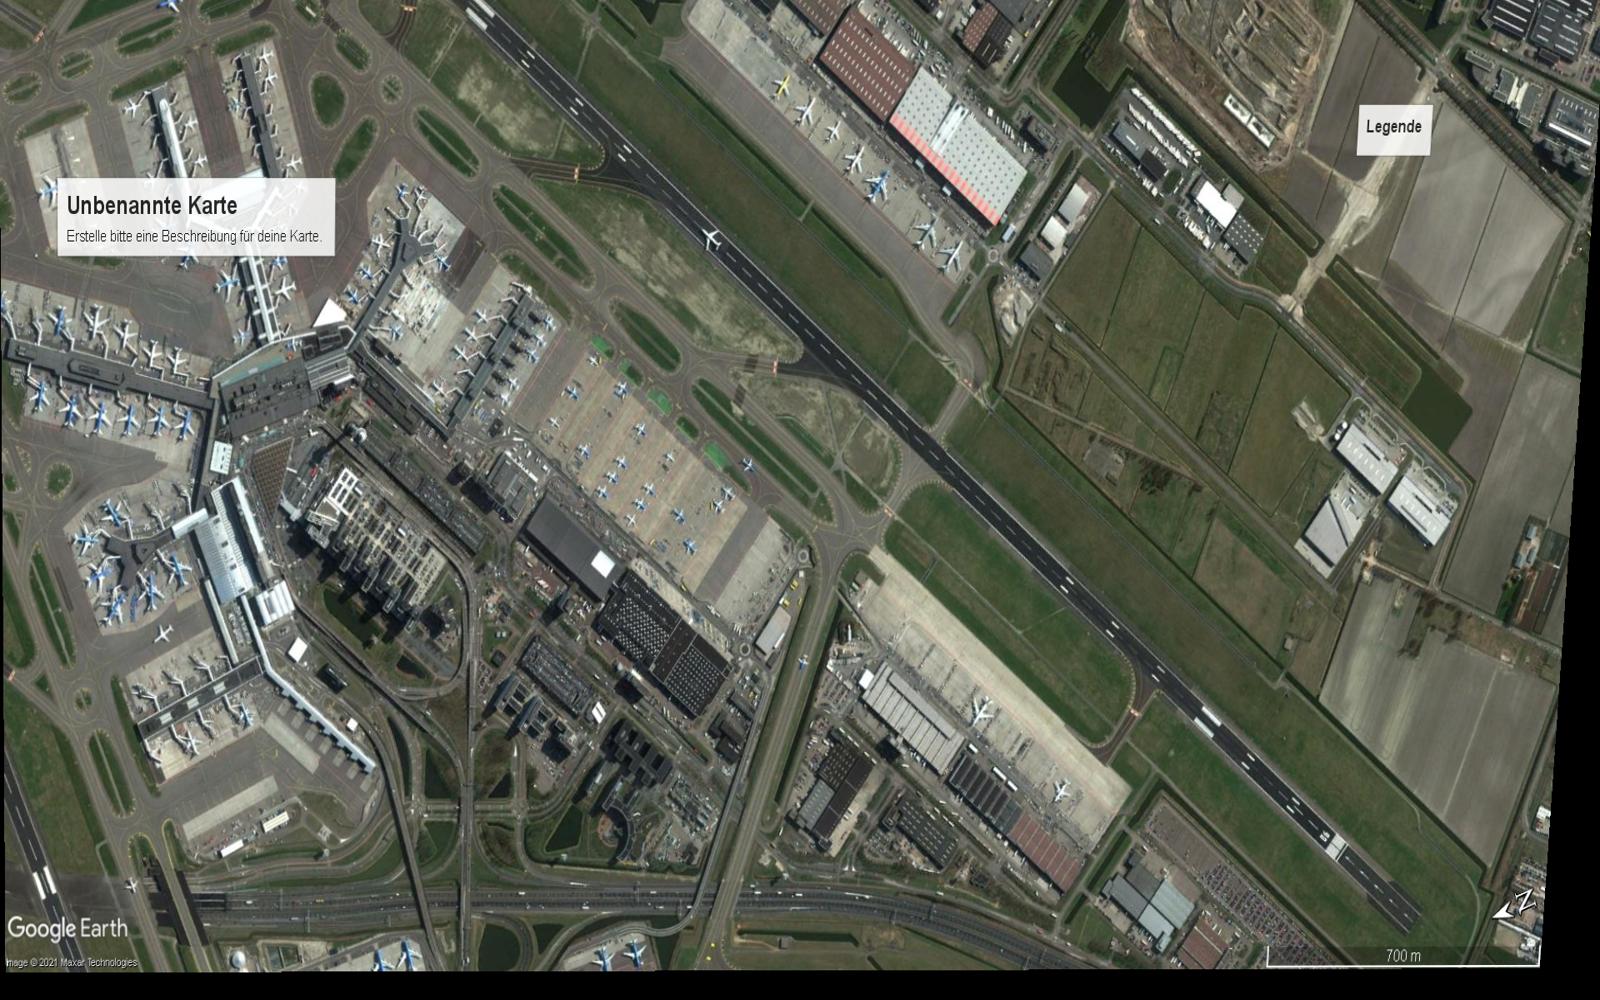 Legende
Unbenannte Karte
Erstelle bitte eine Beschreibung für deine Karte.
Google Earth
Image © 2021 Maxar Technologies
N
700 m